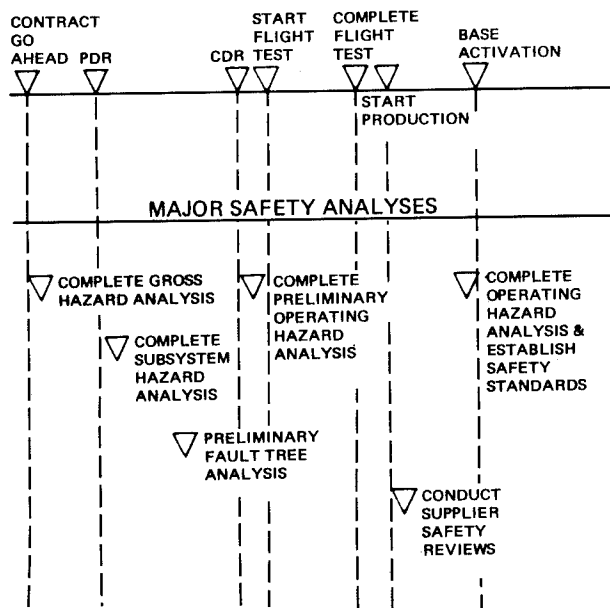 CONTRACT
GO
AHEAD
PDR
CDR
START
FLIGHT
TEST
COMPLETE
FLIGHT
TEST
START
PRODUCTION
BASE
ACTIVATION
MAJOR SAFETY ANALYSES
COMPLETE GROSS
HAZARD ANALYSIS
COMPLETE
SUBSYSTEM
HAZARD
ANALYSIS
PRELIMINARY
FAULT TREE
ANALYSIS
COMPLETE
PRELIMINARY
OPERATING
HAZARD
ANALYSIS
CONDUCT
SUPPLIER
SAFETY
REVIEWS
COMPLETE
OPERATING
HAZARD
ANALYSIS &
ESTABLISH
SAFETY
STANDARDS